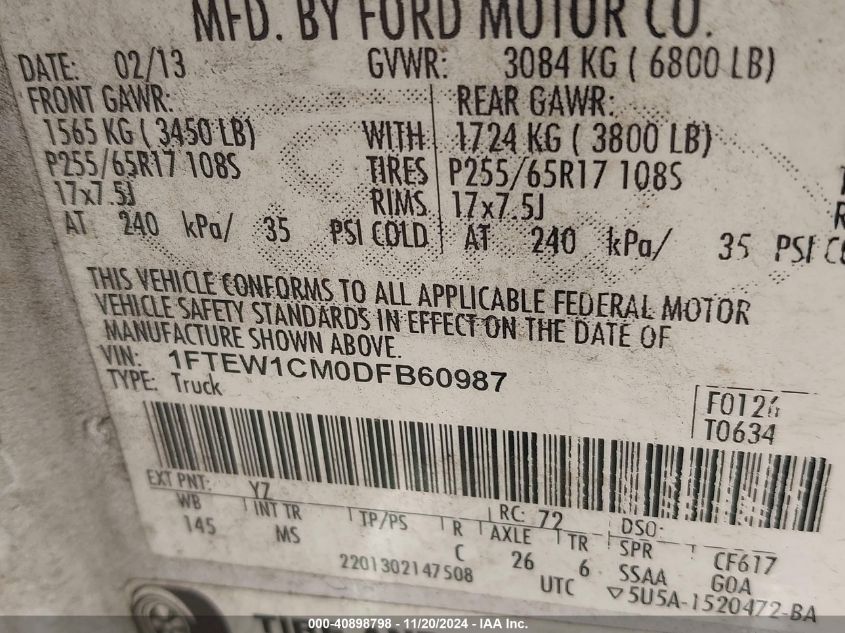 MFD. BY FORD MOTOR CO.
DATE: 02/13 GVWR: 3084 KG ( 6800 LB)
FRONT GAWR: REAR GAWR:
1565 KG ( 3450 LB) WITH 1724 KG ( 3800 LB)
P255/65R17 108S TIRES P255/65R17 108S
17x7.5J RIMS 17x7.5J
AT 240 kPa/ 35 PSI COLD AT 240 kPa/ 35 PSI
THIS VEHICLE CONFORMS TO ALL APPLICABLE FEDERAL MOTOR
VEHICLE SAFETY STANDARDS IN EFFECT ON THE DATE OF
MANUFACTURE SHOWN ABOVE.
VIN: 1FTEW1CM0DFB60987
TYPE: Truck
F0126
T0634
EXT PNT: YZ RC: 72 DSO:
WB INT TR TP/PS R AXLE TR SPR CF617
145 MS C 26 6 SSAA GOA
2201302147508 UTC ▽5U5A-1520472-BA
000-40898798 - 11/20/2024 - IAA Inc.